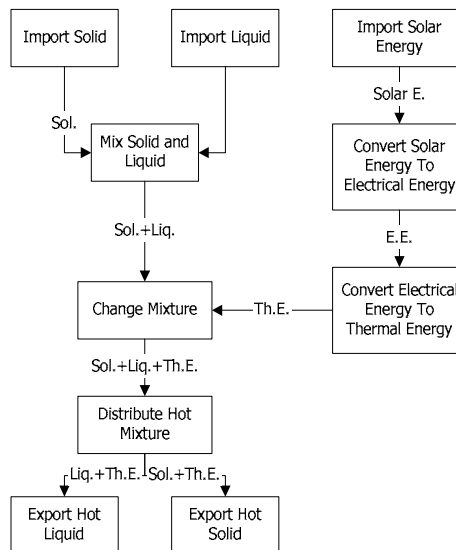 Import Solid
Import Liquid
Import Solar
Energy
Sol.
Solar E.
Mix Solid and
Liquid
Convert Solar
Energy To
Electrical Energy
Sol.+Liq.
E.E.
Change Mixture
Th.E.
Convert Electrical
Energy To
Thermal Energy
Sol.+Liq.+Th.E.
Distribute Hot
Mixture
Liq.+Th.E.
Sol.+Th.E.
Export Hot
Liquid
Export Hot
Solid